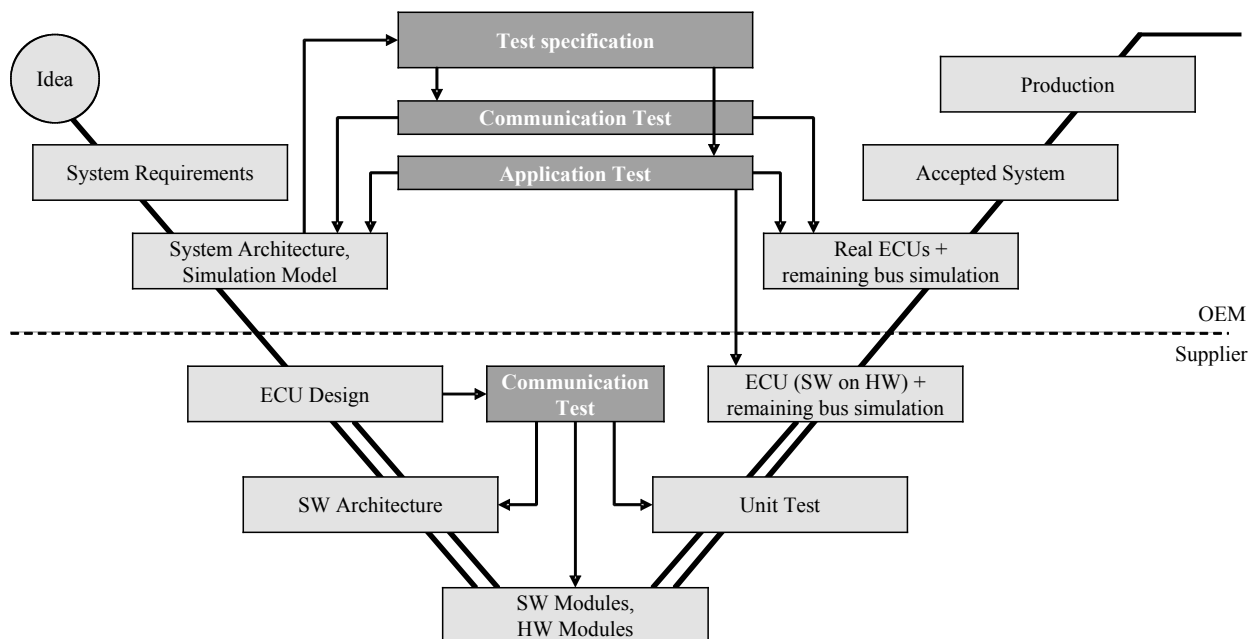 Test specification
Idea
Production
Communication Test
System Requirements
Application Test
Accepted System
System Architecture,
Simulation Model
Real ECUs +
remaining bus simulation
OEM
Supplier
ECU Design
Communication
Test
ECU (SW on HW) +
remaining bus simulation
SW Architecture
Unit Test
SW Modules,
HW Modules